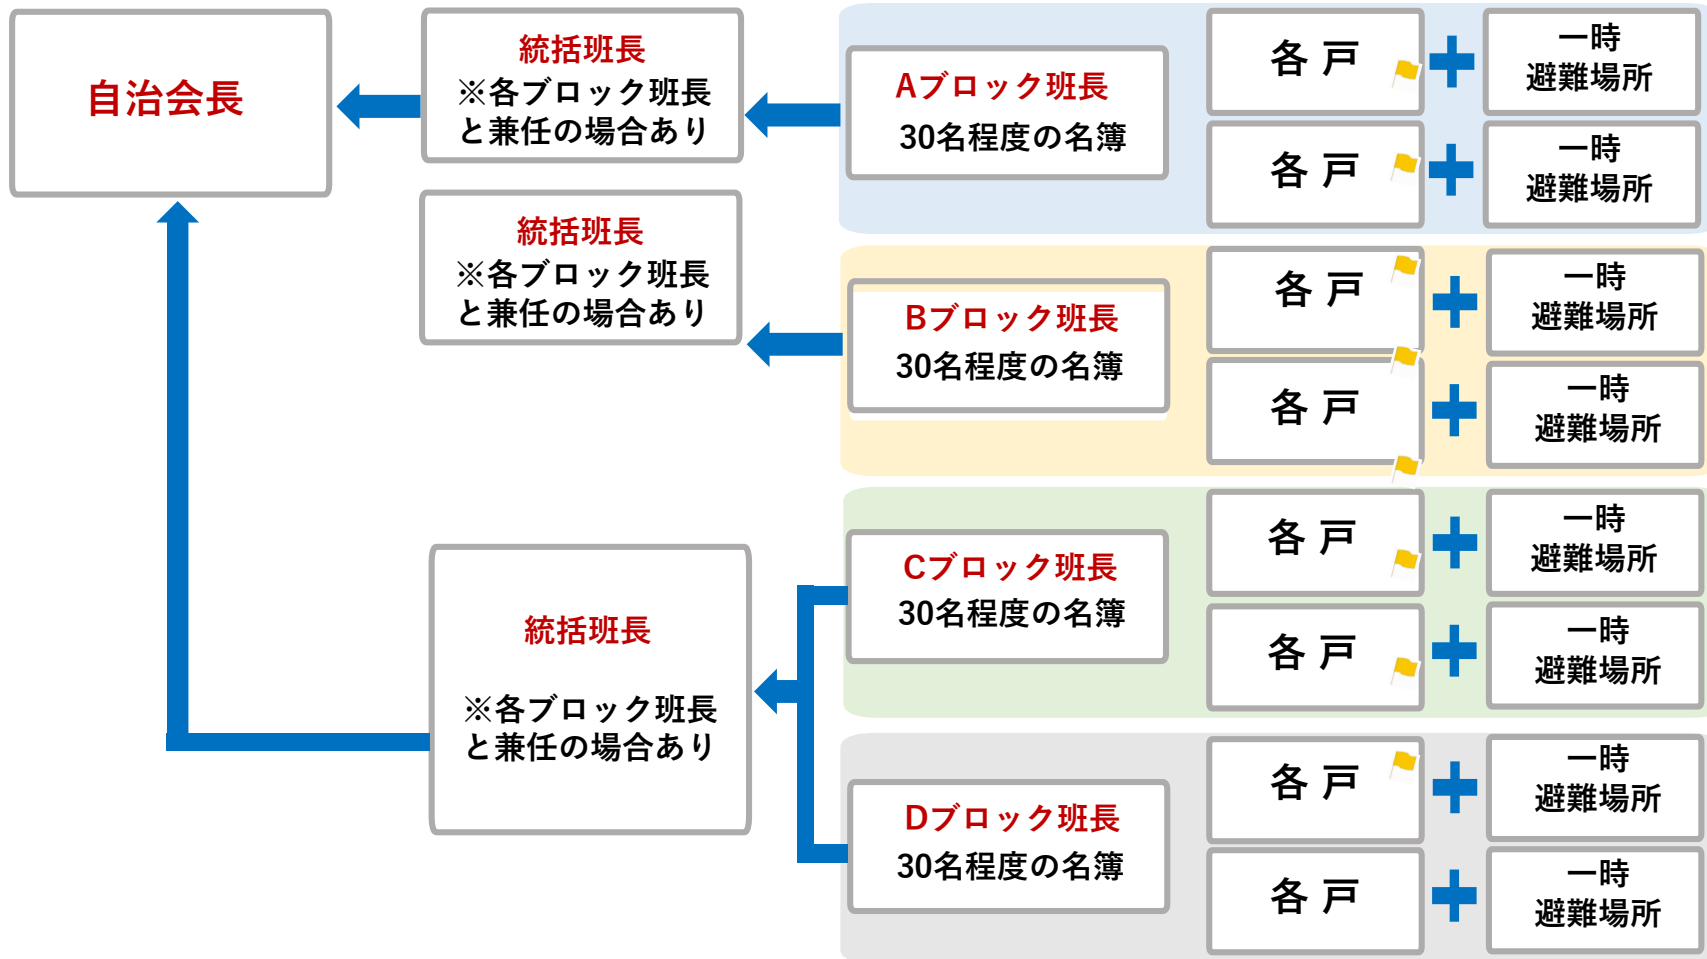 自治会長
統括班長
※各ブロック班長
と兼任の場合あり
Aブロック班長
30名程度の名簿
各 戸
一時
避難場所
各 戸
一時
避難場所
統括班長
※各ブロック班長
と兼任の場合あり
Bブロック班長
30名程度の名簿
各 戸
一時
避難場所
各 戸
一時
避難場所
統括班長
※各ブロック班長
と兼任の場合あり
Cブロック班長
30名程度の名簿
各 戸
一時
避難場所
各 戸
一時
避難場所
Dブロック班長
30名程度の名簿
各 戸
一時
避難場所
各 戸
一時
避難場所